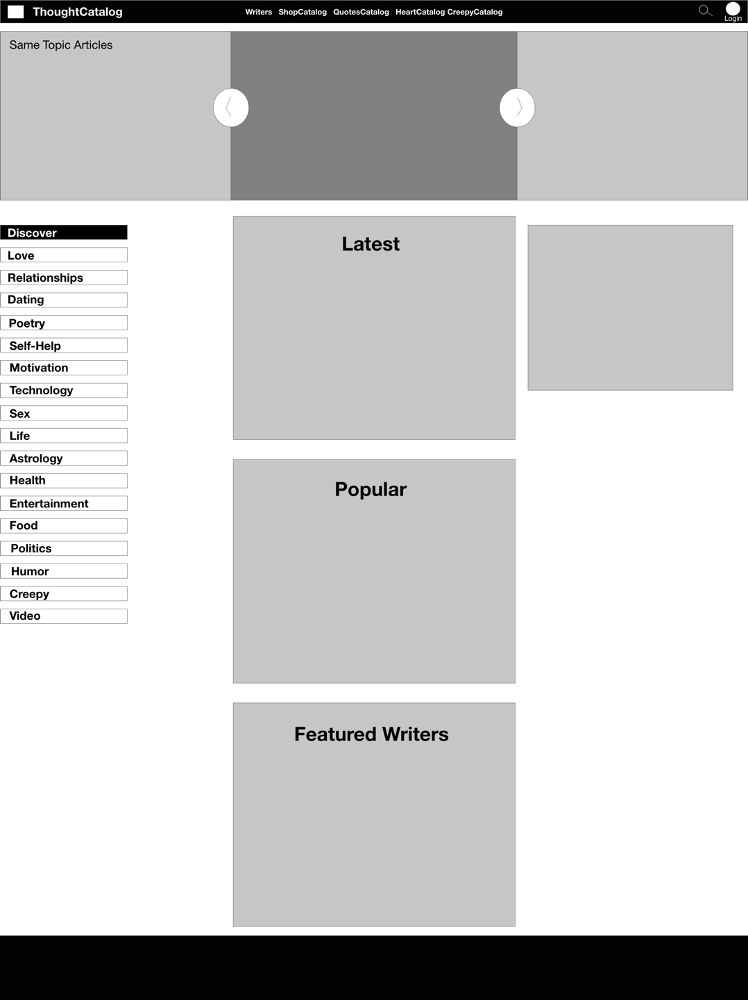 ThoughtCatalog
Writers ShopCatalog QuotesCatalog HeartCatalog CreepyCatalog
Login
Same Topic Articles
Discover
Love
Relationships
Dating
Poetry
Self-Help
Motivation
Technology
Sex
Life
Astrology
Health
Entertainment
Food
Politics
Humor
Creepy
Video
Latest
Popular
Featured Writers